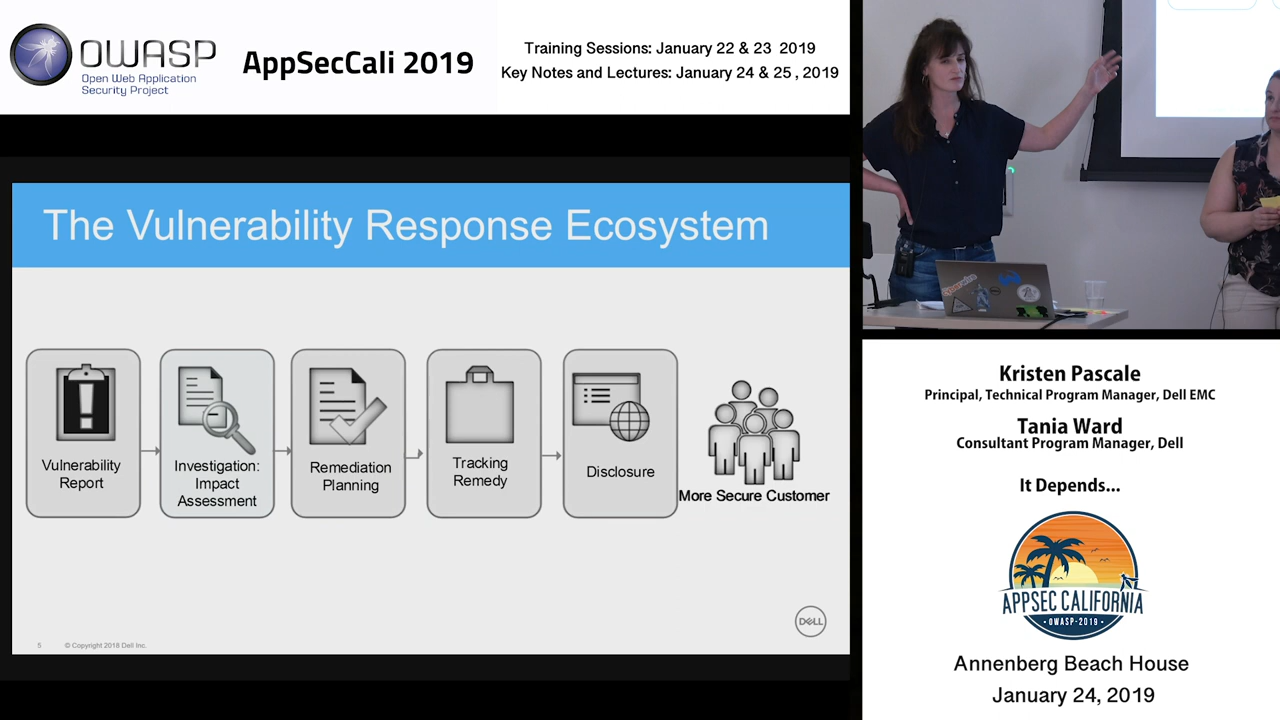 OWASP
Open Web Application
Security Project
AppSecCali 2019
Training Sessions: January 22 & 23 2019
Key Notes and Lectures: January 24 & 25 , 2019
The Vulnerability Response Ecosystem
Vulnerability
Report
Investigation:
Impact
Assessment
Remediation
Planning
Tracking
Remedy
Disclosure
More Secure Customer
5 © Copyright 2018 Dell Inc.
DELL
Kristen Pascale
Principal, Technical Program Manager, Dell EMC
Tania Ward
Consultant Program Manager, Dell
It Depends...
APPSEC CALIFORNIA
• OWASP-2019 •
Annenberg Beach House
January 24, 2019